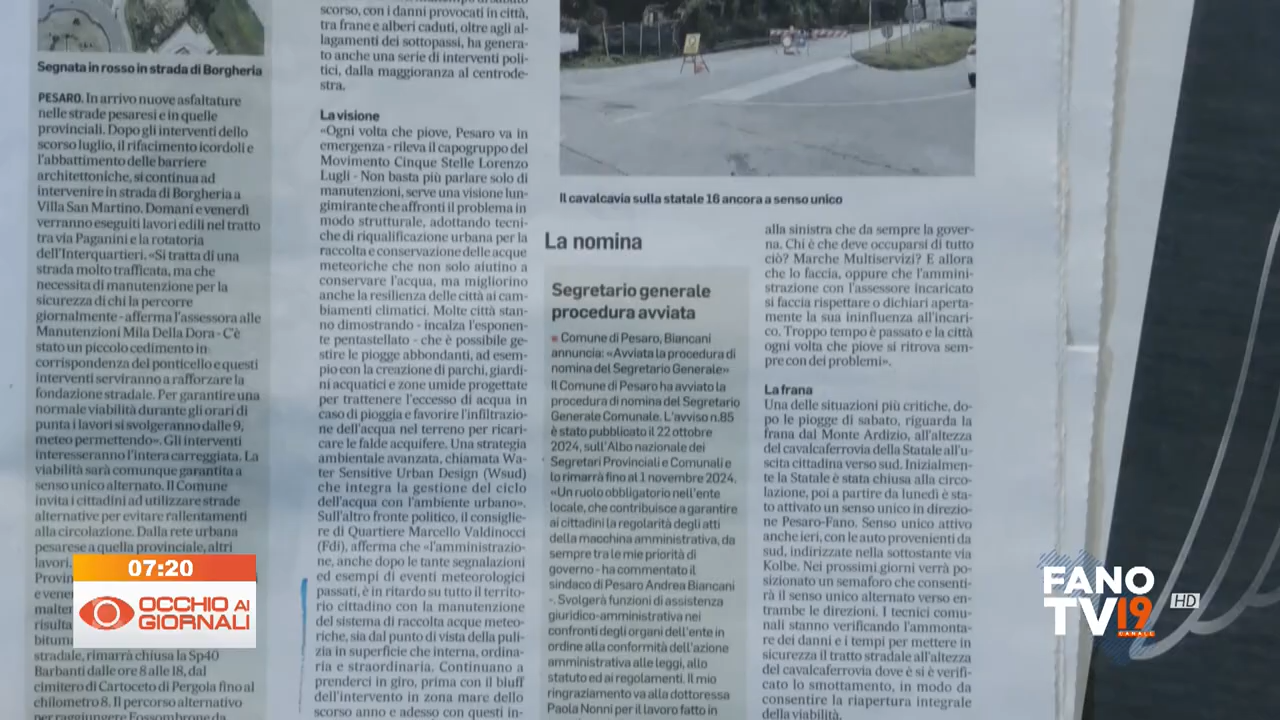 Segnata in rosso in strada di Borgheria
PESARO. In arrivo nuove asfaltature
nelle strade pesaresi e in quelle
provinciali. Dopo gli interventi dello
scorso luglio, il rifacimento icordoli e
l'abbattimento delle barriere
architettoniche, si continua ad
intervenire in strada di Borgheria a
Villa San Martino. Domani e venerdì
verranno eseguiti lavori edili nel tratto
tra via Paganini e la rotatoria
dell'Interquartieri. «Si tratta di una
strada molto trafficata, ma che
necessita di manutenzione per la
sicurezza di chi la percorre
giornalmente - afferma l'assessora alle
Manutenzioni Mila Della Dora - C'è
stato un piccolo cedimento in
corrispondenza del ponticello e questi
interventi serviranno a rafforzare la
fondazione stradale. Per garantire una
normale viabilità durante gli orari di
punta i lavori si svolgeranno dalle 9,
meteo permettendo». Gli interventi
interesseranno l'intera carreggiata. La
viabilità sarà comunque garantita a
senso unico alternato. Il Comune
invita i cittadini ad utilizzare strade
alternative per evitare rallentamenti
alla circolazione. Dalla rete urbana
pesarese a quella provinciale, altri
lavori.
Provin
e vene
malter
risulta
bitum
stradale, rimarrà chiusa la Sp40
Barbanti dalle ore 8 alle 18, dal
cimitero di Cartoceto di Pergola fino al
chilometro 8. Il percorso alternativo
per raggiungere Fossombrone da
scorso, con i danni provocati in città,
tra frane e alberi caduti, oltre agli al-
lagamenti dei sottopassi, ha genera-
to anche una serie di interventi poli-
tici, dalla maggioranza al centrode-
stra.
La visione
«Ogni volta che piove, Pesaro va in
emergenza - rileva il capogruppo del
Movimento Cinque Stelle Lorenzo
Lugli - Non basta più parlare solo di
manutenzioni, serve una visione lun-
gimirante che affronti il problema in
modo strutturale, adottando tecni-
che di riqualificazione urbana per la
raccolta e conservazione delle acque
meteoriche che non solo aiutino a
conservare l'acqua, ma migliorino
anche la resilienza delle città ai cam-
biamenti climatici. Molte città stan-
no dimostrando - incalza l'esponen-
te pentastellato - che è possibile ge-
stire le piogge abbondanti, ad esem-
pio con la creazione di parchi, giardi-
ni acquatici e zone umide progettate
per trattenere l'eccesso di acqua in
caso di pioggia e favorire l'infiltrazio-
ne dell'acqua nel terreno per ricari-
care le falde acquifere. Una strategia
ambientale avanzata, chiamata Wa-
ter Sensitive Urban Design (Wsud)
che integra la gestione del ciclo
dell'acqua con l'ambiente urbano».
Sull'altro fronte politico, il consiglie-
re di Quartiere Marcello Valdinocci
(Fdi), afferma che «l'amministrazio-
ne, anche dopo le tante segnalazioni
ed esempi di eventi meteorologici
passati, è in ritardo su tutto il territo-
rio cittadino con la manutenzione
del sistema di raccolta acque meteo-
riche, sia dal punto di vista della puli-
zia in superficie che interna, ordina-
ria e straordinaria. Continuano a
prenderci in giro, prima con il bluff
dell'intervento in zona mare dello
scorso anno e adesso con questi in-
Il cavalcavia sulla statale 16 ancora a senso unico
La nomina
Segretario generale
procedura avviata
Comune di Pesaro, Biancani
annuncia: «Avviata la procedura di
nomina del Segretario Generale»
Il Comune di Pesaro ha avviato la
procedura di nomina del Segretario
Generale Comunale. L'avviso n.85
è stato pubblicato il 22 ottobre
2024, sull'Albo nazionale dei
Segretari Provinciali e Comunali e
lo rimarrà fino al 1 novembre 2024.
«Un ruolo obbligatorio nell'ente
locale, che contribuisce a garantire
ai cittadini la regolarità degli atti
della macchina amministrativa, da
sempre tra le mie priorità di
governo - ha commentato il
sindaco di Pesaro Andrea Biancani
-. Svolgerà funzioni di assistenza
giuridico-amministrativa nei
confronti degli organi dell'ente in
ordine alla conformità dell'azione
amministrativa alle leggi, allo
statuto ed ai regolamenti. Il mio
ringraziamento va alla dottoressa
Paola Nonni per il lavoro fatto in
alla sinistra che da sempre la gover-
na. Chi è che deve occuparsi di tutto
ciò? Marche Multiservizi? E allora
che lo faccia, oppure che l'ammini-
strazione con l'assessore incaricato
si faccia rispettare o dichiari aperta-
mente la sua ininfluenza all'incari-
co. Troppo tempo è passato e la città
ogni volta che piove si ritrova sem-
pre con dei problemi».
La frana
Una delle situazioni più critiche, do-
po le piogge di sabato, riguarda la
frana dal Monte Ardizio, all'altezza
del cavalcaferrovia della Statale all'u-
scita cittadina verso sud. Inizialmen-
te la Statale è stata chiusa alla circo-
lazione, poi a partire da lunedì è sta-
to attivato un senso unico in direzio-
ne Pesaro-Fano. Senso unico attivo
anche ieri, con le auto provenienti da
sud, indirizzate nella sottostante via
Kolbe. Nei prossimi giorni verrà po-
sizionato un semaforo che consenti-
rà il senso unico alternato verso en-
trambe le direzioni. I tecnici comu-
nali stanno verificando l'ammonta-
re dei danni e i tempi per mettere in
sicurezza il tratto stradale all'altezza
del cavalcaferrovia dove è si è verifi-
cato lo smottamento, in modo da
consentire la riapertura integrale
della viabilità.
07:20
OCCHIO AI
GIORNALI
FANO
TV19
CANALE
HD